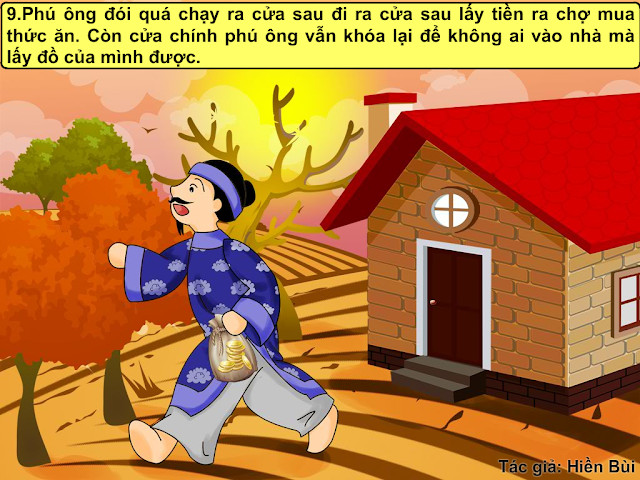 9.Phú ông đói quá chạy ra cửa sau đi ra cửa sau lấy tiền ra chợ mua
thức ăn. Còn cửa chính phú ông vẫn khóa lại để không ai vào nhà mà
lấy đồ của mình được.
Tác giả: Hiền Bùi